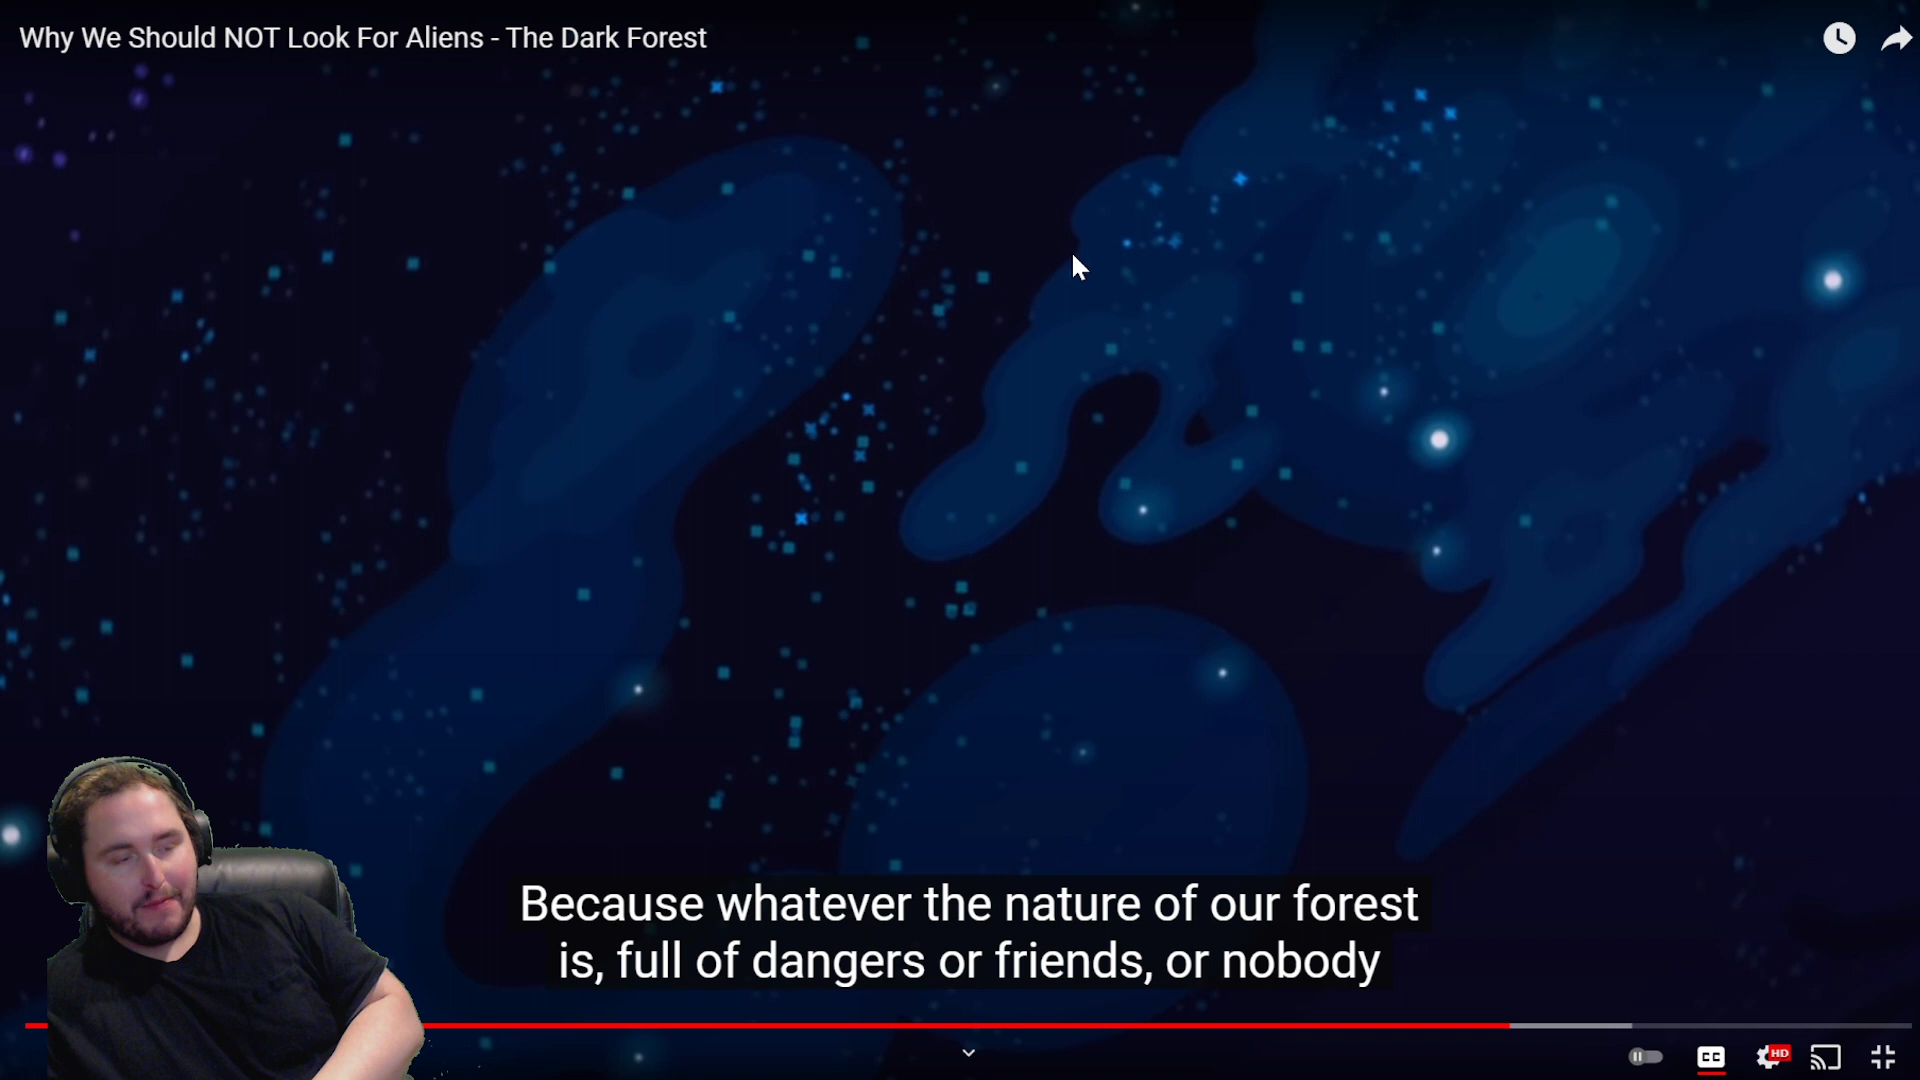 Why We Should NOT Look For Aliens - The Dark Forest
Because whatever the nature of our forest
is, full of dangers or friends, or nobody
CC
HD